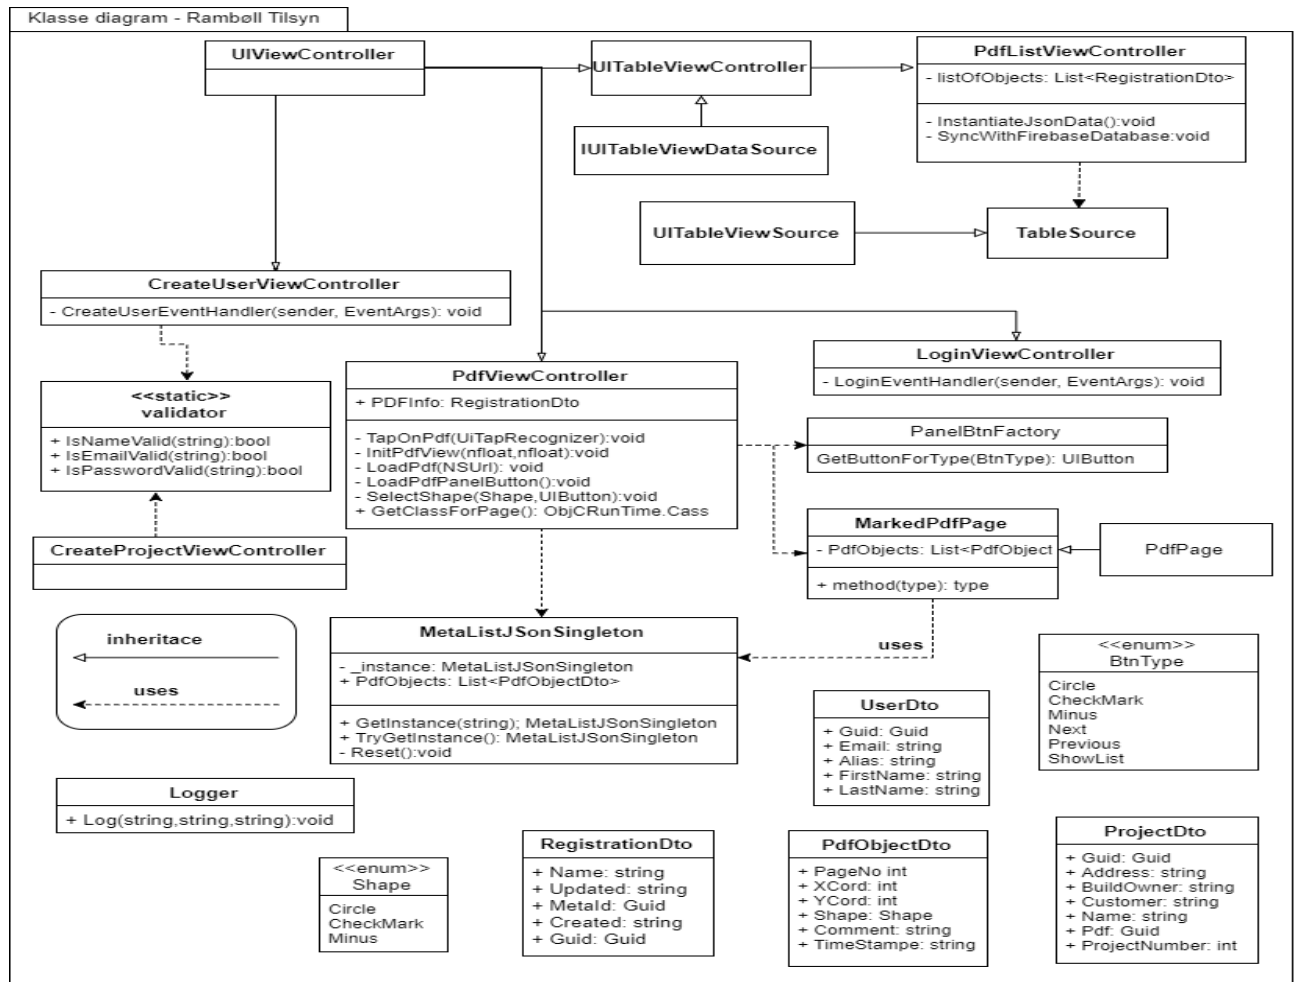 Klasse diagram - Rambøll Tilsyn
UIViewController
UITableViewController
PdfListViewController
- listOfObjects: List<RegistrationDto>
- InstantiateJsonData():void
- SyncWithFirebaseDatabase:void
IUITableViewDataSource
UITableViewSource
TableSource
CreateUserViewController
- CreateUserEventHandler(sender, EventArgs): void
LoginViewController
- LoginEventHandler(sender, EventArgs): void
<<static>>
validator
+ IsNameValid(string):bool
+ IsEmailValid(string):bool
+ IsPasswordValid(string):bool
PdfViewController
+ PDFInfo: RegistrationDto
- TapOnPdf(UiTapRecognizer):void
- InitPdfView(nfloat,nfloat):void
- LoadPdf(NSUrl): void
- LoadPdfPanelButton():void
- SelectShape(Shape,UIButton):void
+ GetClassForPage(): ObjCRunTime.Cass
PanelBtnFactory
GetButtonForType(BtnType): UIButton
CreateProjectViewController
MarkedPdfPage
- PdfObjects: List<PdfObject
+ method(type): type
PdfPage
inheritace
uses
MetaListJSonSingleton
- _instance: MetaListJSonSingleton
+ PdfObjects: List<PdfObjectDto>
+ GetInstance(string); MetaListJSonSingleton
+ TryGetInstance(): MetaListJSonSingleton
- Reset():void
uses
<<enum>>
BtnType
Circle
CheckMark
Minus
Next
Previous
ShowList
UserDto
+ Guid: Guid
+ Email: string
+ Alias: string
+ FirstName: string
+ LastName: string
Logger
+ Log(string,string,string):void
<<enum>>
Shape
Circle
CheckMark
Minus
RegistrationDto
+ Name: string
+ Updated: string
+ MetaId: Guid
+ Created: string
+ Guid: Guid
PdfObjectDto
+ PageNo int
+ XCord: int
+ YCord: int
+ Shape: Shape
+ Comment: string
+ TimeStampe: string
ProjectDto
+ Guid: Guid
+ Address: string
+ BuildOwner: string
+ Customer: string
+ Name: string
+ Pdf: Guid
+ ProjectNumber: int